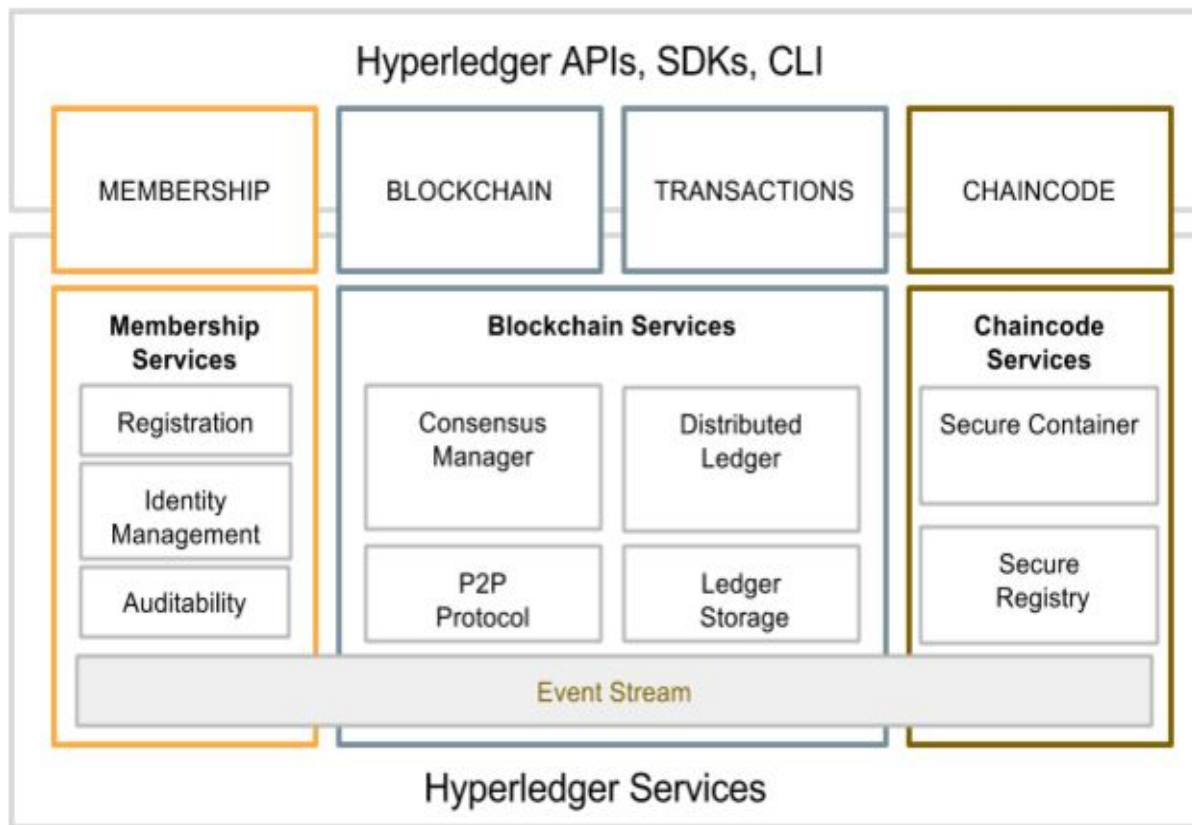 Hyperledger APIs, SDKs, CLI
MEMBERSHIP
BLOCKCHAIN
TRANSACTIONS
CHAINCODE
Membership
Services
Registration
Identity
Management
Auditability
Blockchain Services
Consensus
Manager
Distributed
Ledger
P2P
Protocol
Ledger
Storage
Chaincode
Services
Secure Container
Secure
Registry
Event Stream
Hyperledger Services